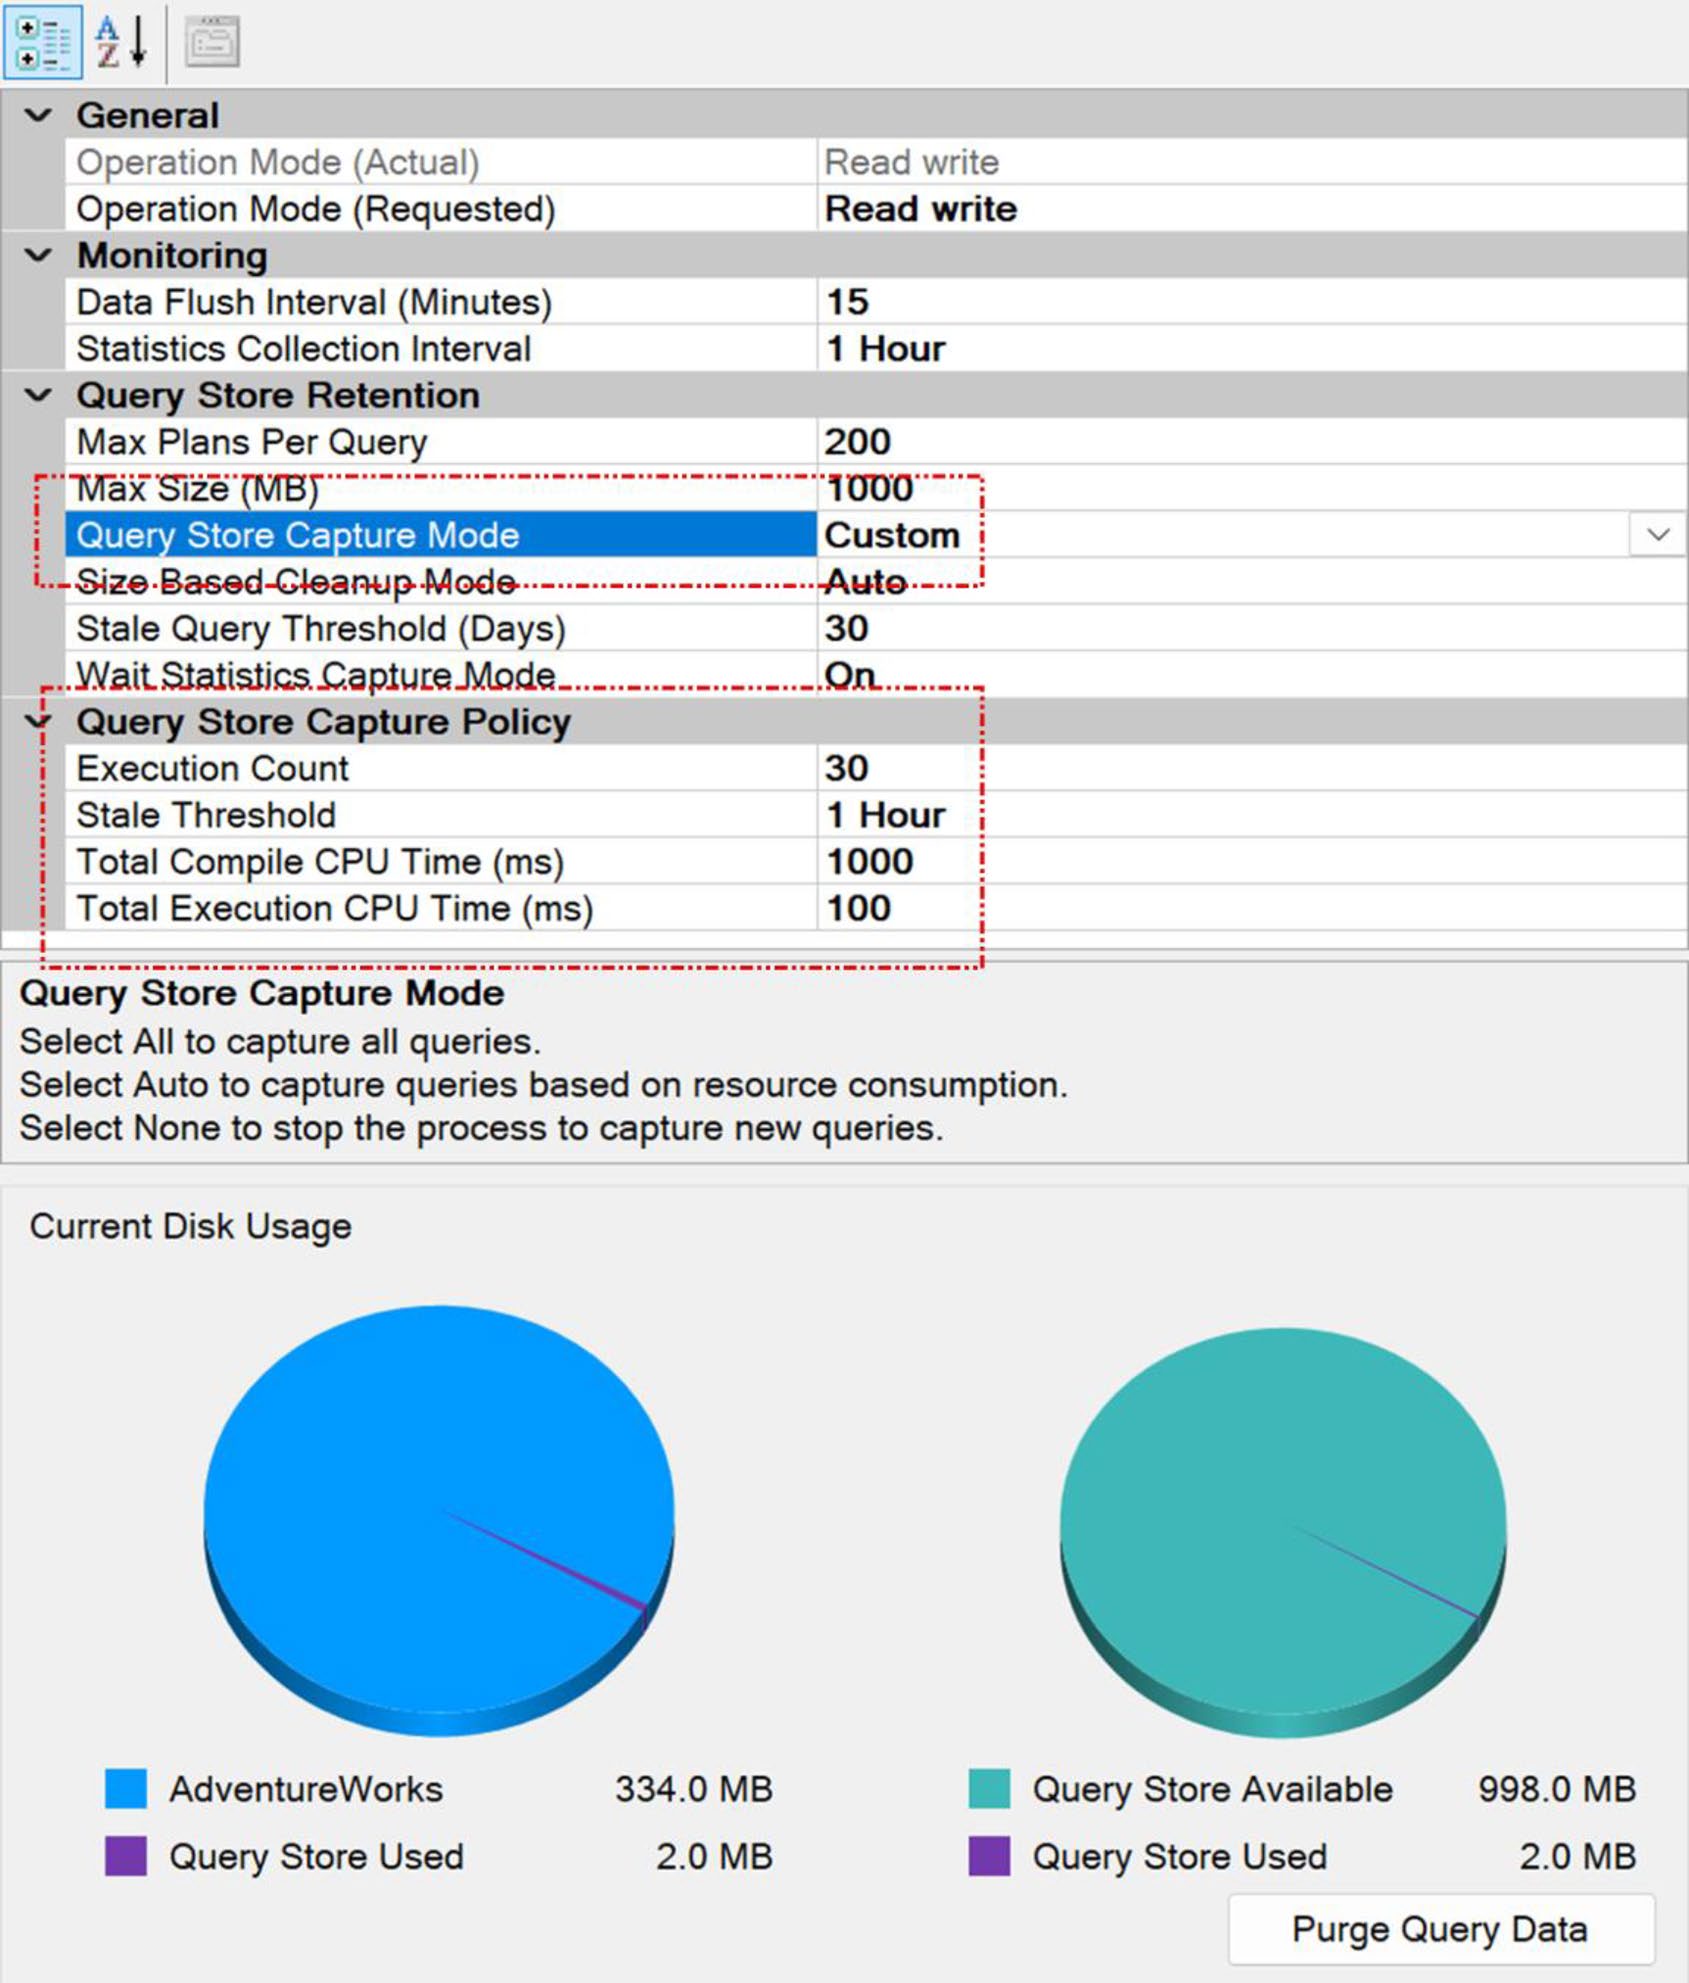 A
Z
General
Operation Mode (Actual) Read write
Operation Mode (Requested) Read write
Monitoring
Data Flush Interval (Minutes) 15
Statistics Collection Interval 1 Hour
Query Store Retention
Max Plans Per Query 200
Max Size (MB) 1000
Query Store Capture Mode Custom
Size Based Cleanup Mode Auto
Stale Query Threshold (Days) 30
Wait Statistics Capture Mode On
Query Store Capture Policy
Execution Count 30
Stale Threshold 1 Hour
Total Compile CPU Time (ms) 1000
Total Execution CPU Time (ms) 100
Query Store Capture Mode
Select All to capture all queries.
Select Auto to capture queries based on resource consumption.
Select None to stop the process to capture new queries.
Current Disk Usage
AdventureWorks 334.0 MB
Query Store Used 2.0 MB
Query Store Available 998.0 MB
Query Store Used 2.0 MB
Purge Query Data